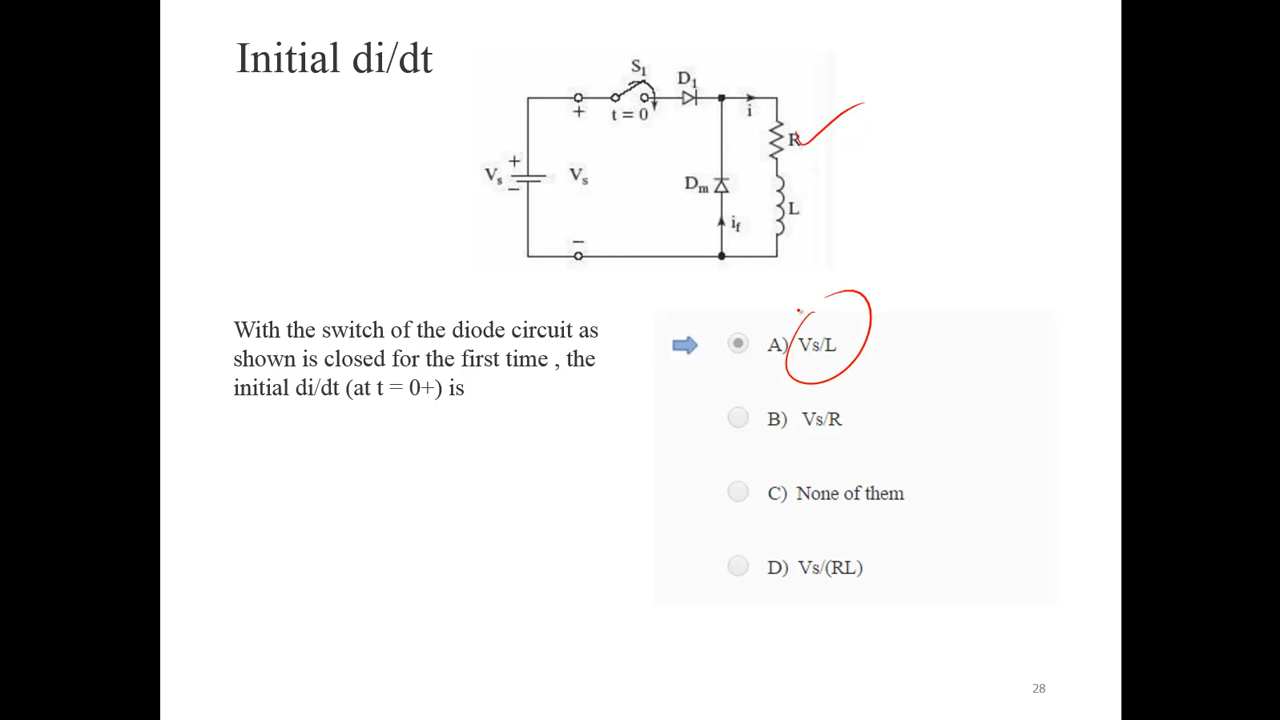 Initial di/dt
S1
D1
+
t = 0
i
R
+
Vs
−
Vs
Dm
L
if
−
With the switch of the diode circuit as
shown is closed for the first time , the
initial di/dt (at t = 0+) is
A) Vs/L
B) Vs/R
C) None of them
D) Vs/(RL)
28